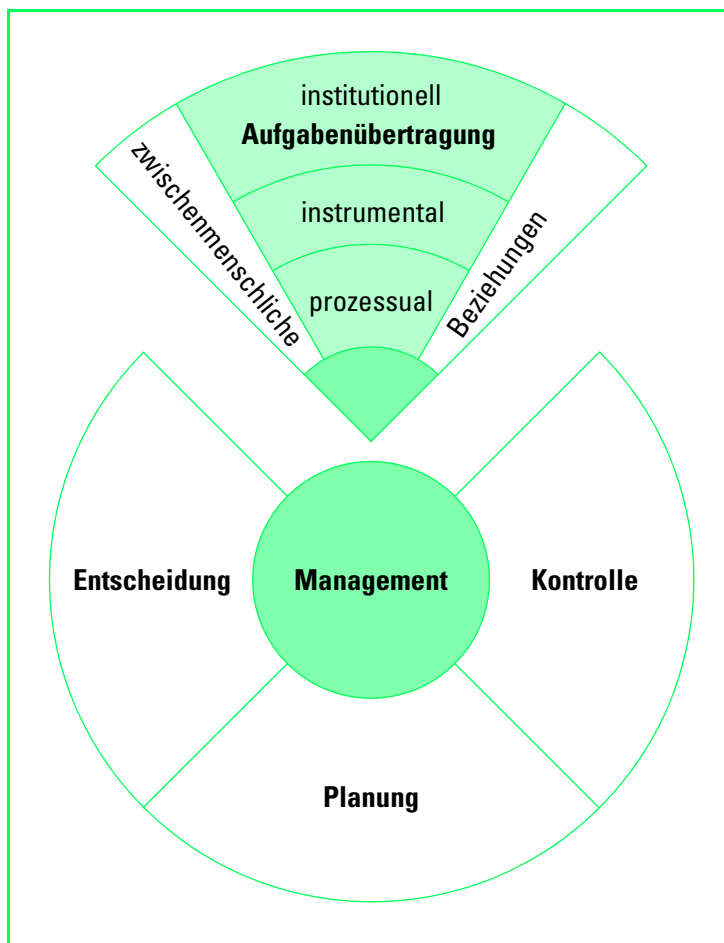 institutionell
Aufgabenübertragung
zwischenmenschliche
instrumental
Beziehungen
prozessual
Entscheidung
Management
Kontrolle
Planung